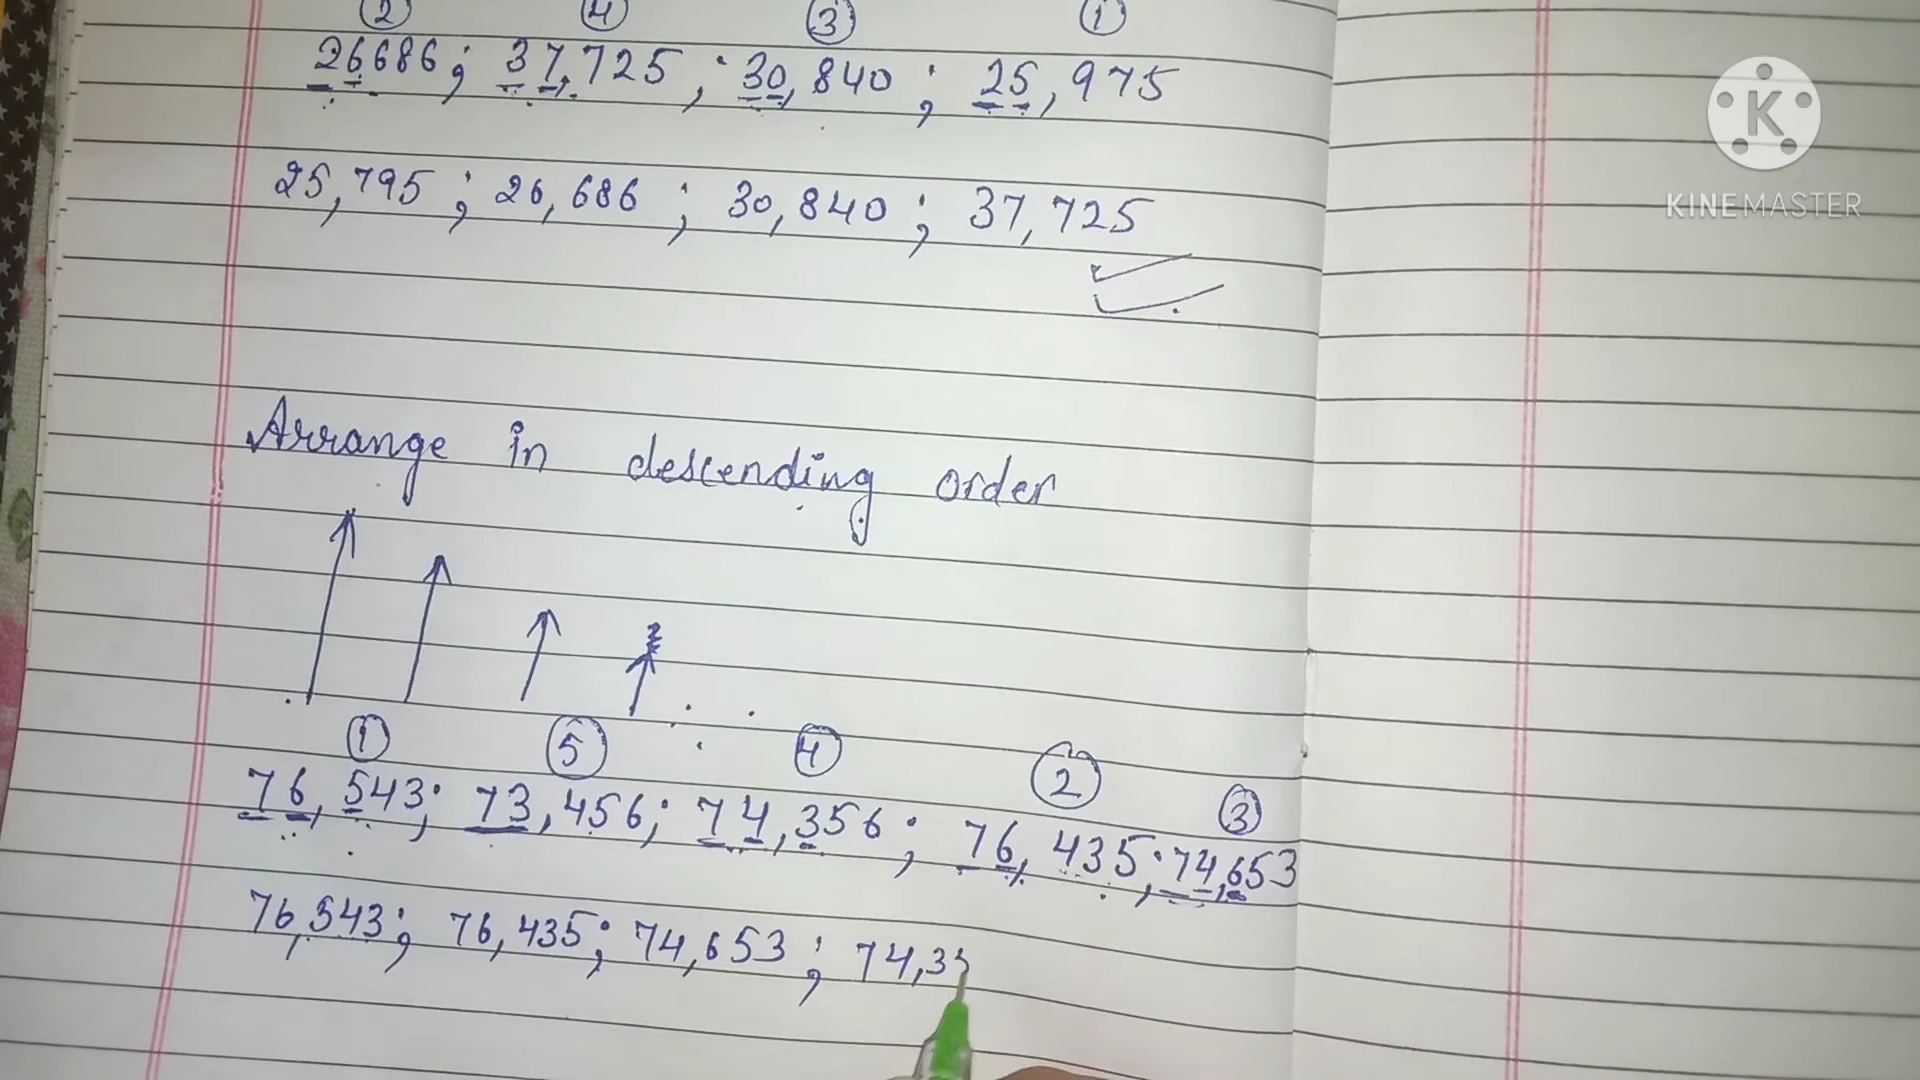 ② ④ ③ ①
26686; 37,725; 30,840; 25,975
25,795; 26,686; 30,840; 37,725
Arrange in descending order
① ⑤ ④ ② ③
76,543; 73,456; 74,356; 76,435; 74,653
76,543; 76,435; 74,653; 74,35
K
KINEMASTER